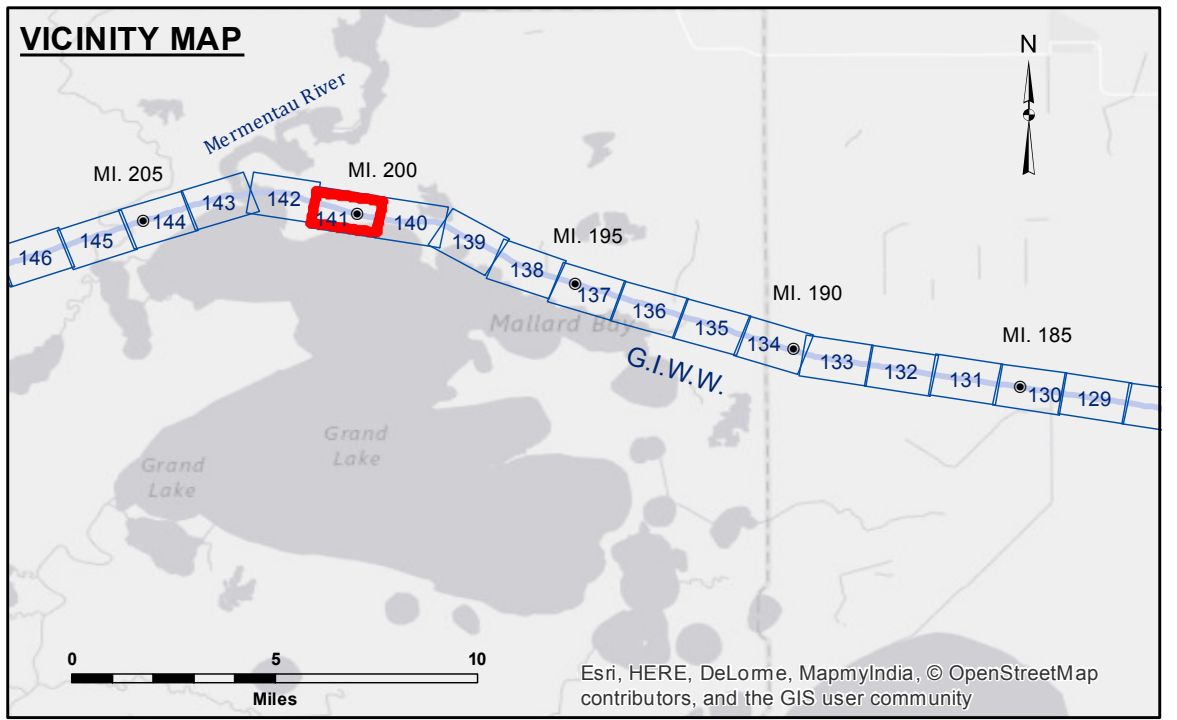 VICINITY MAP
N
Mermentau River
MI. 205
MI. 200
MI. 195
MI. 190
MI. 185
146
145
144
143
142
141
140
139
138
137
136
135
134
133
132
131
130
129
Mallard Bay
G.I.W.W.
Grand
Lake
Grand
Lake
0
5
10
Miles
Esri, HERE, DeLorme, MapmyIndia, © OpenStreetMap
contributors, and the GIS user community